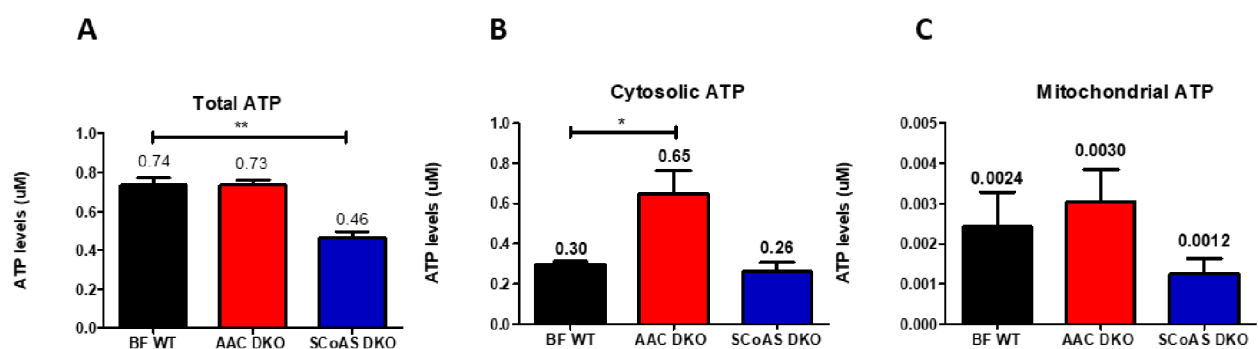 A
B
C
Total ATP
Cytosolic ATP
Mitochondrial ATP
ATP levels (uM)
1.0
0.8
0.6
0.4
0.2
0.0
**
0.74
0.73
0.46
BF WT
AAC DKO
SCoAS DKO
ATP levels (uM)
1.0
0.8
0.6
0.4
0.2
0.0
*
0.30
0.65
0.26
BF WT
AAC DKO
SCoAS DKO
ATP levels (uM)
0.005
0.004
0.003
0.002
0.001
0.000
0.0024
0.0030
0.0012
BF WT
AAC DKO
SCoAS DKO